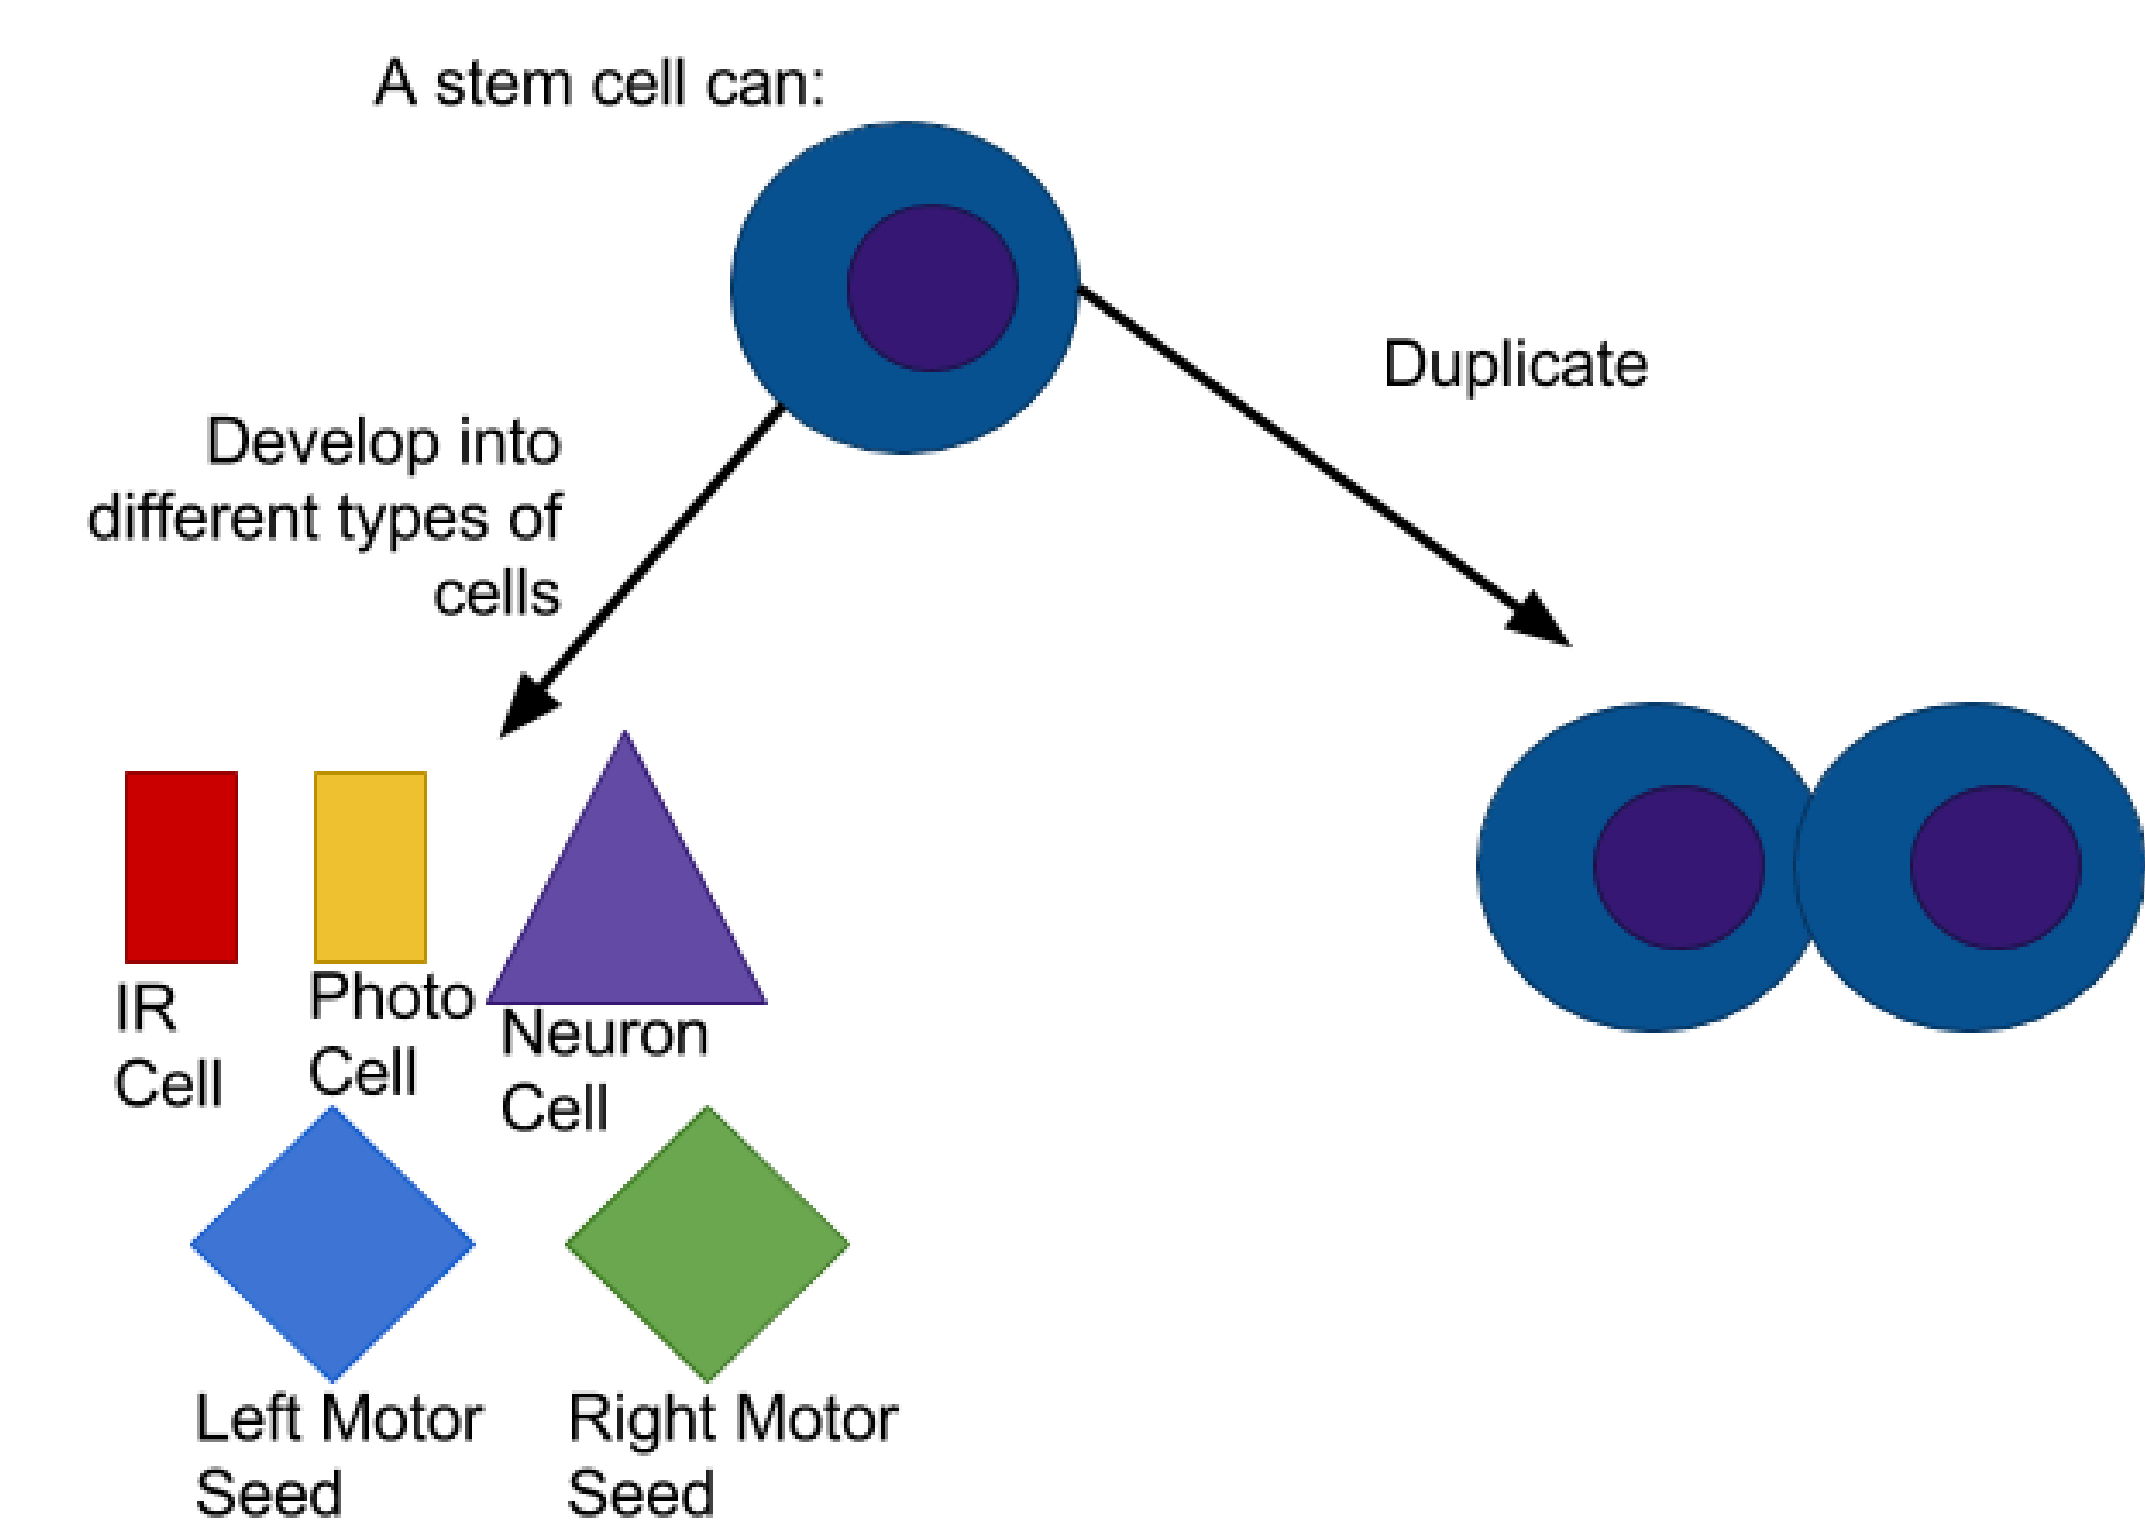 A stem cell can:
Duplicate
Develop into
different types of
cells
IR
Cell
Photo
Cell
Neuron
Cell
Left Motor
Seed
Right Motor
Seed